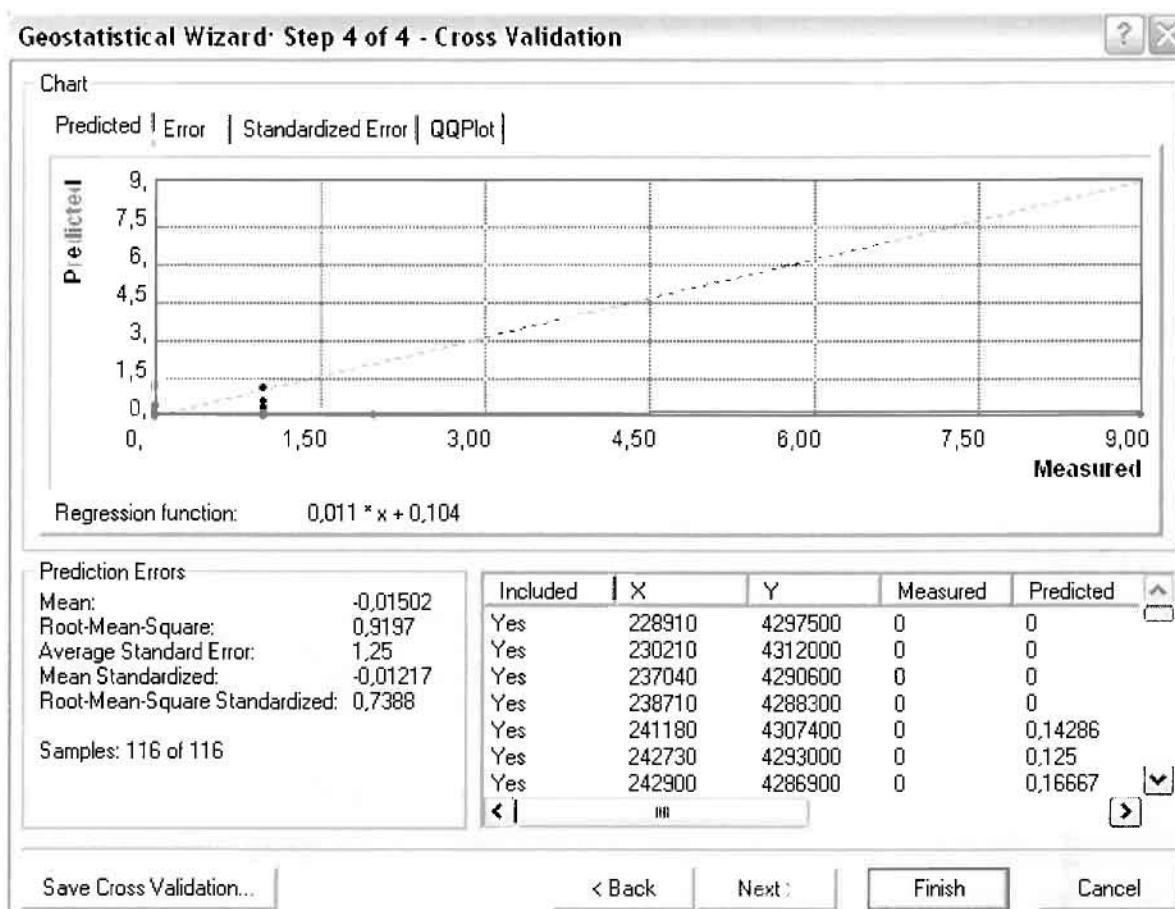 Geostatistical Wizard: Step 4 of 4 - Cross Validation
Chart
Predicted Error Standardized Error QQPlot
Predicted
9,
7,5
6,
4,5
3,
1,5
0,
0, 1,50 3,00 4,50 6,00 7,50 9,00
Measured
Regression function: 0,011 * x + 0,104
Prediction Errors
Mean: -0,01502
Root-Mean-Square: 0,9197
Average Standard Error: 1,25
Mean Standardized: -0,01217
Root-Mean-Square Standardized: 0,7388
Samples: 116 of 116
Included X Y Measured Predicted
Yes 228910 4297500 0 0
Yes 230210 4312000 0 0
Yes 237040 4290600 0 0
Yes 238710 4288300 0 0
Yes 241180 4307400 0 0,14286
Yes 242730 4293000 0 0,125
Yes 242900 4286900 0 0,16667
Save Cross Validation... < Back Next > Finish Cancel